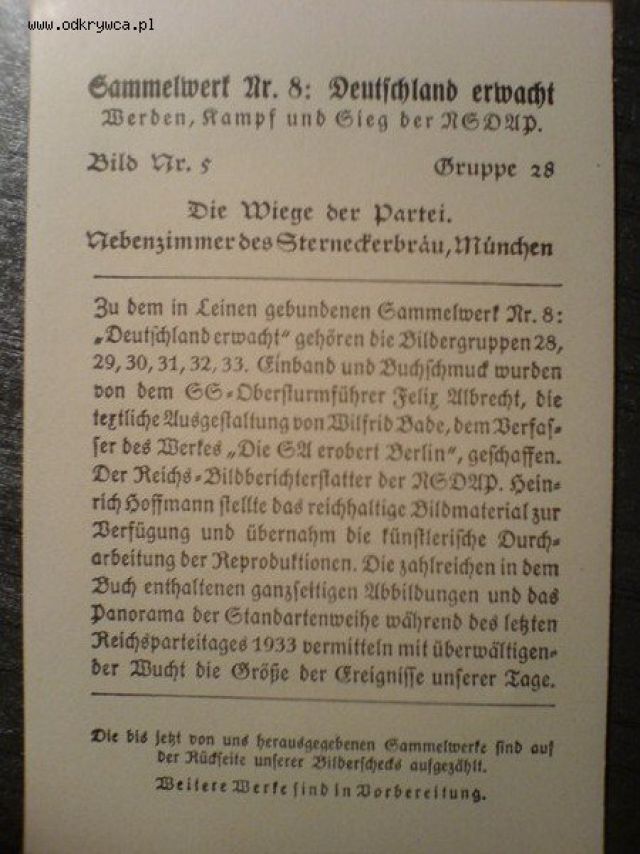 www.odkrywca.pl
Sammelwerk Nr. 8: Deutschland erwacht
Werden, Kampf und Sieg der NSDAP.
Bild Nr. 5 Gruppe 28
Die Wiege der Partei.
Nebenzimmer des Sterneckerbräu, München
Zu dem in Leinen gebundenen Sammelwerk Nr. 8:
„Deutschland erwacht“ gehören die Bildergruppen 28,
29, 30, 31, 32, 33. Einband und Buchschmuck wurden
von dem SS-Obersturmführer Felix Albrecht, die
textliche Ausgestaltung von Wilfrid Bade, dem Verfas-
ser des Werkes „Die SA erobert Berlin“, geschaffen.
Der Reichs-Bildberichterstatter der NSDAP. Hein-
rich Hoffmann stellte das reichhaltige Bildmaterial zur
Verfügung und übernahm die künstlerische Durch-
arbeitung der Reproduktionen. Die zahlreichen in dem
Buch enthaltenen ganzseitigen Abbildungen und das
Panorama der Standartenweihe während des letzten
Reichsparteitages 1933 vermitteln mit überwältigen-
der Wucht die Größe der Ereignisse unserer Tage.
Die bis jetzt von uns herausgegebenen Sammelwerke sind auf
der Rückseite unserer Bilderschecks aufgezählt.
Weitere Werke sind in Vorbereitung.